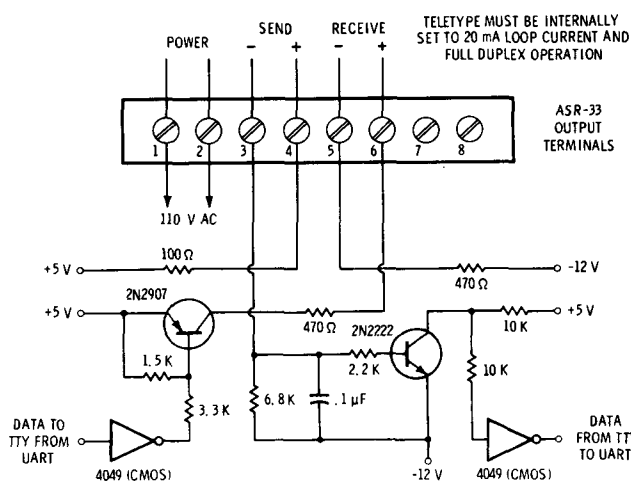 TELETYPE MUST BE INTERNALLY
SET TO 20 mA LOOP CURRENT AND
FULL DUPLEX OPERATION
POWER
SEND
RECEIVE
- + - +
ASR-33
OUTPUT
TERMINALS
1 2 3 4 5 6 7 8
110 V AC
100 Ω
+5 V
-12 V
470 Ω
+5 V
2N2907
470 Ω
2N2222
+5 V
10 K
1.5 K
2.2 K
10 K
3.3 K
6.8 K
.1 µF
DATA TO
TTY FROM
UART
4049 (CMOS)
-12 V
4049 (CMOS)
DATA
FROM TT
TO UART